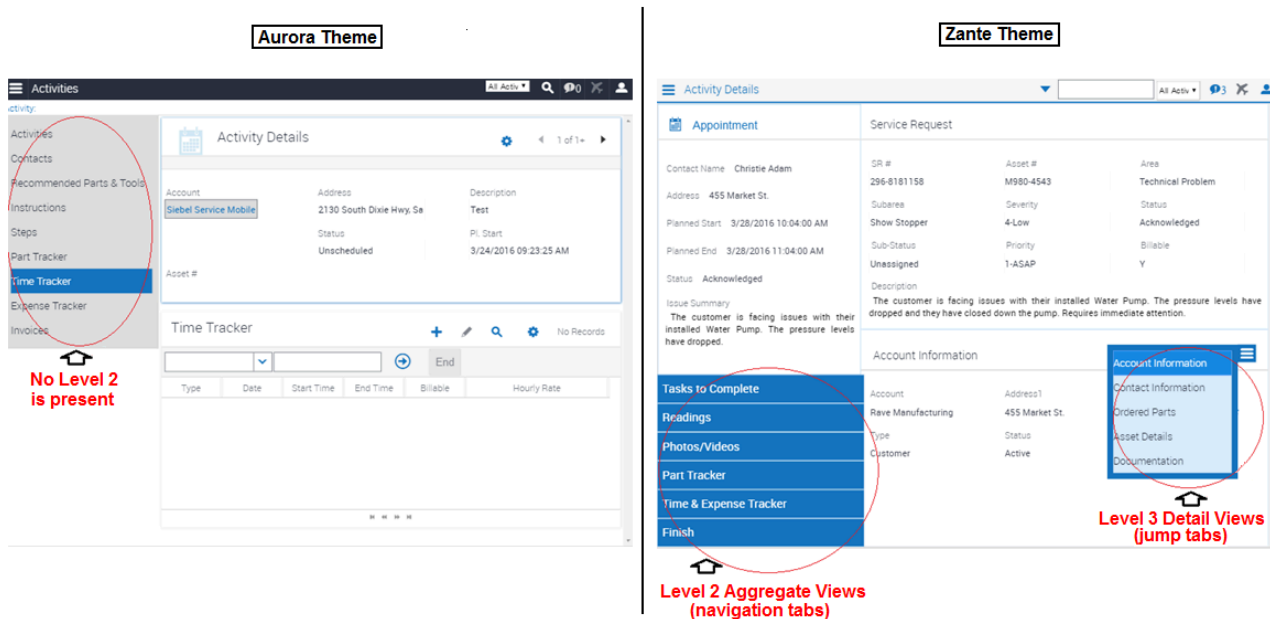 Aurora Theme
Activities
All Activ
0
ctivity:
Activities
Contacts
Recommended Parts & Tools
Instructions
Steps
Part Tracker
Time Tracker
Expense Tracker
Invoices
No Level 2
is present
Activity Details
1 of 1+
Account
Address
Description
Siebel Service Mobile
2130 South Dixie Hwy, Sa
Test
Status
Pl. Start
Unscheduled
3/24/2016 09:23:25 AM
Asset #
Time Tracker
No Records
End
Type
Date
Start Time
End Time
Billable
Hourly Rate
Zante Theme
Activity Details
All Activ
3
Appointment
Contact Name Christie Adam
Address 455 Market St.
Planned Start 3/28/2016 10:04:00 AM
Planned End 3/28/2016 11:04:00 AM
Status Acknowledged
Issue Summary
The customer is facing issues with their
installed Water Pump. The pressure levels
have dropped.
Tasks to Complete
Readings
Photos/Videos
Part Tracker
Time & Expense Tracker
Finish
Level 2 Aggregate Views
(navigation tabs)
Service Request
SR #
Asset #
Area
296-8181158
M980-4543
Technical Problem
Subarea
Severity
Status
Show Stopper
4-Low
Acknowledged
Sub-Status
Priority
Billable
Unassigned
1-ASAP
Y
Description
The customer is facing issues with their installed Water Pump. The pressure levels have
dropped and they have closed down the pump. Requires immediate attention.
Account Information
Account
Address1
Rave Manufacturing
455 Market St.
Type
Status
Customer
Active
Account Information
Contact Information
Ordered Parts
Asset Details
Documentation
Level 3 Detail Views
(jump tabs)